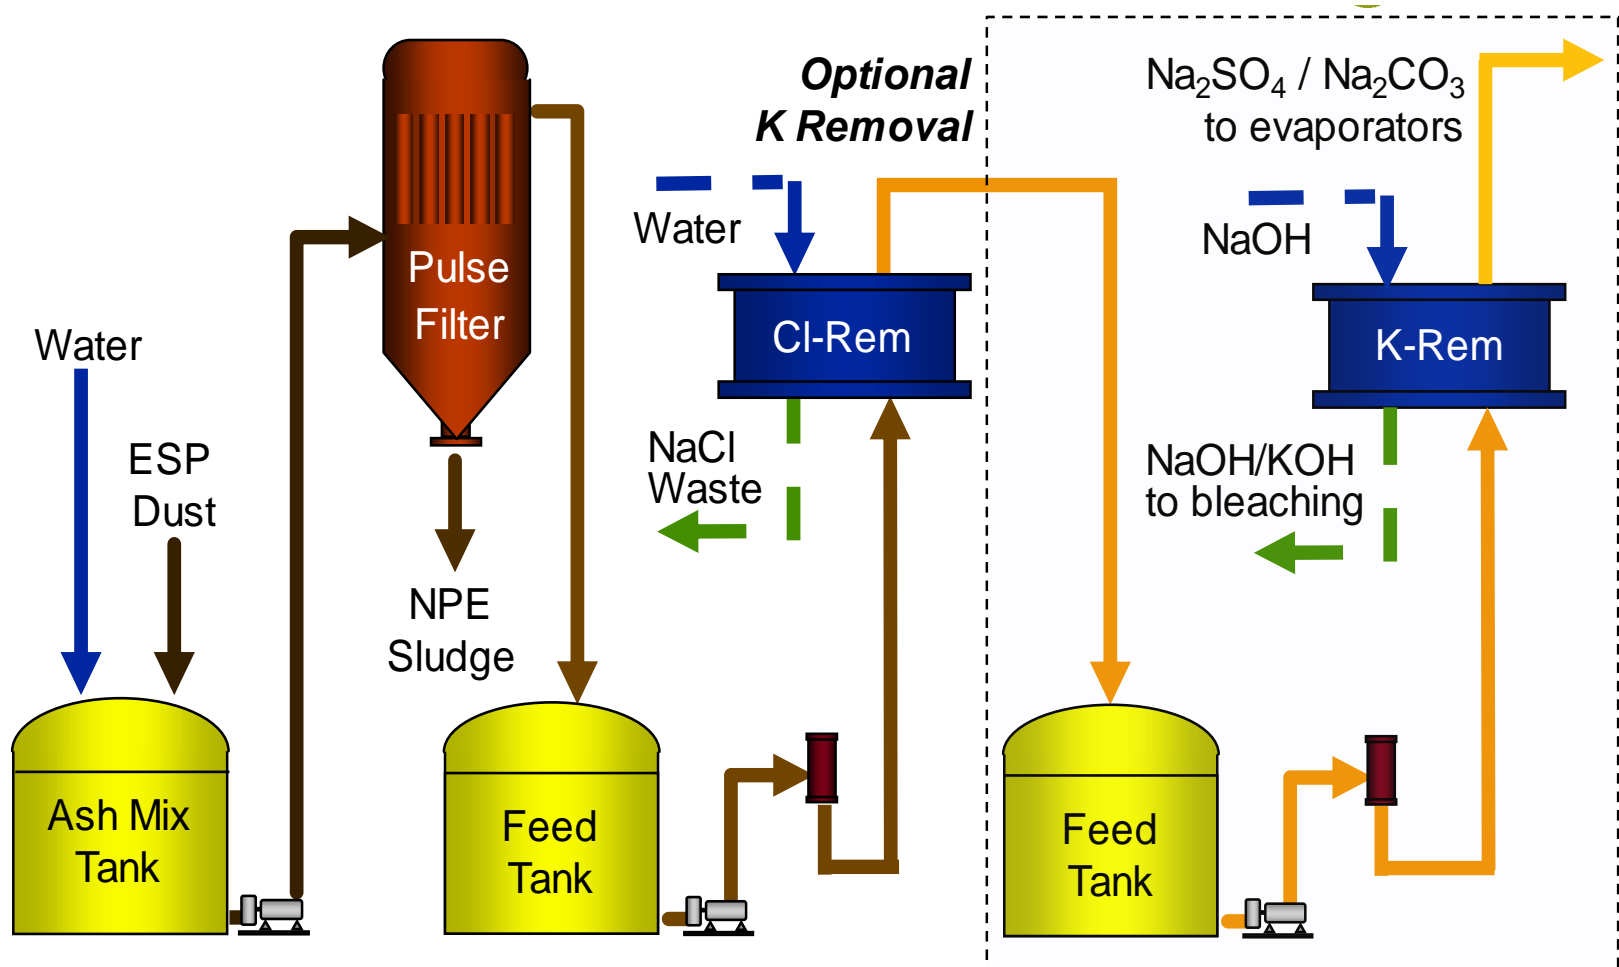 Optional
K Removal
Na₂SO₄ / Na₂CO₃
to evaporators
Water
NaOH
Pulse
Filter
Cl-Rem
K-Rem
Water
ESP
Dust
NaCl
Waste
NaOH/KOH
to bleaching
NPE
Sludge
Ash Mix
Tank
Feed
Tank
Feed
Tank